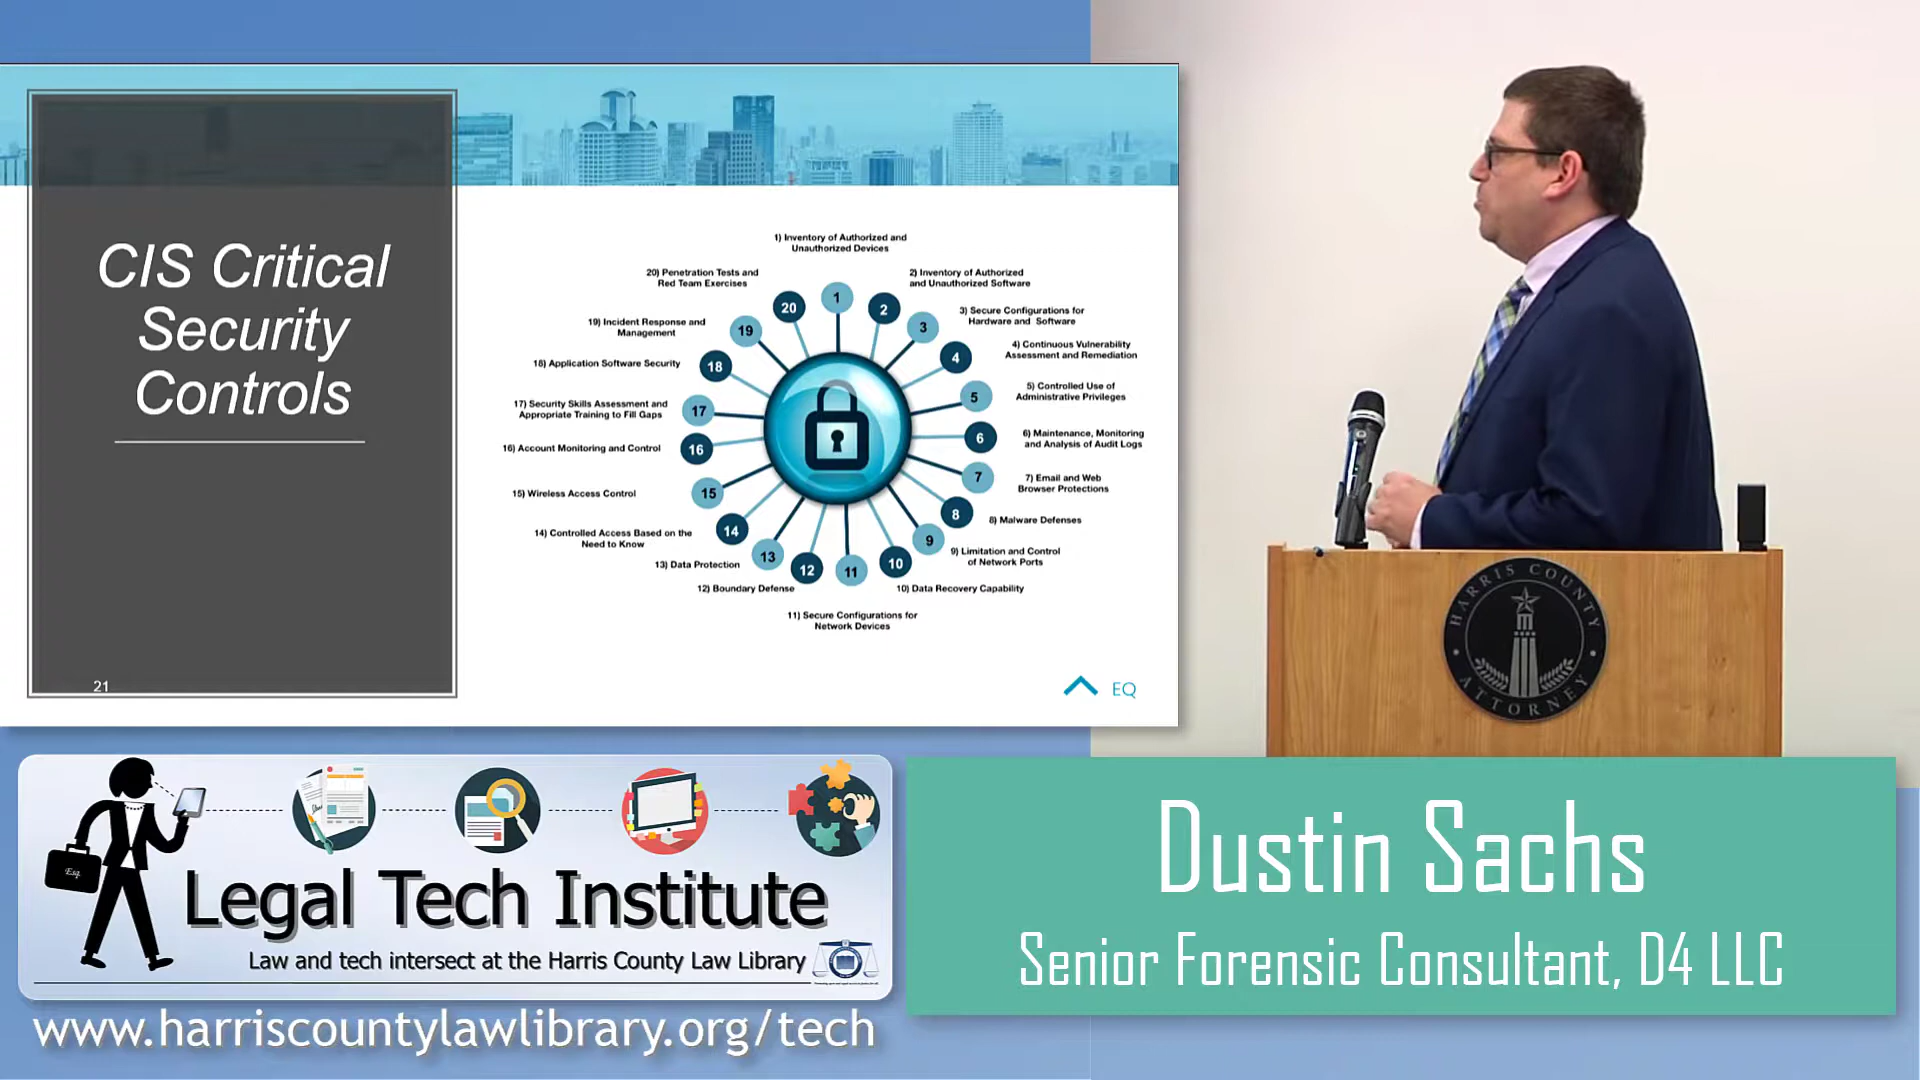 CIS Critical
Security
Controls
21
1) Inventory of Authorized and
Unauthorized Devices
2) Inventory of Authorized
and Unauthorized Software
3) Secure Configurations for
Hardware and Software
4) Continuous Vulnerability
Assessment and Remediation
5) Controlled Use of
Administrative Privileges
6) Maintenance, Monitoring
and Analysis of Audit Logs
7) Email and Web
Browser Protections
8) Malware Defenses
9) Limitation and Control
of Network Ports
10) Data Recovery Capability
11) Secure Configurations for
Network Devices
12) Boundary Defense
13) Data Protection
14) Controlled Access Based on the
Need to Know
15) Wireless Access Control
16) Account Monitoring and Control
17) Security Skills Assessment and
Appropriate Training to Fill Gaps
18) Application Software Security
19) Incident Response and
Management
20) Penetration Tests and
Red Team Exercises
1
2
3
4
5
6
7
8
9
10
11
12
13
14
15
16
17
18
19
20
EQ
HARRIS COUNTY
ATTORNEY
Esq.
Legal Tech Institute
Law and tech intersect at the Harris County Law Library
www.harriscountylawlibrary.org/tech
Dustin Sachs
Senior Forensic Consultant, D4 LLC